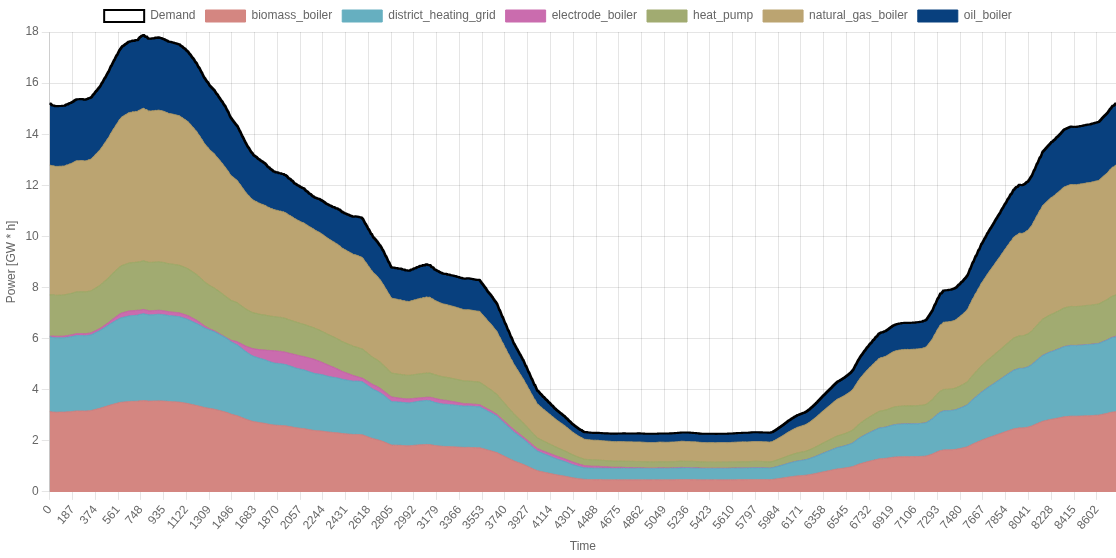 Demand biomass_boiler district_heating_grid electrode_boiler heat_pump natural_gas_boiler oil_boiler
18
16
14
12
10
8
6
4
2
0
Power [GW * h]
0 187 374 561 748 935 1122 1309 1496 1683 1870 2057 2244 2431 2618 2805 2992 3179 3366 3553 3740 3927 4114 4301 4488 4675 4862 5049 5236 5423 5610 5797 5984 6171 6358 6545 6732 6919 7106 7293 7480 7667 7854 8041 8228 8415 8602
Time